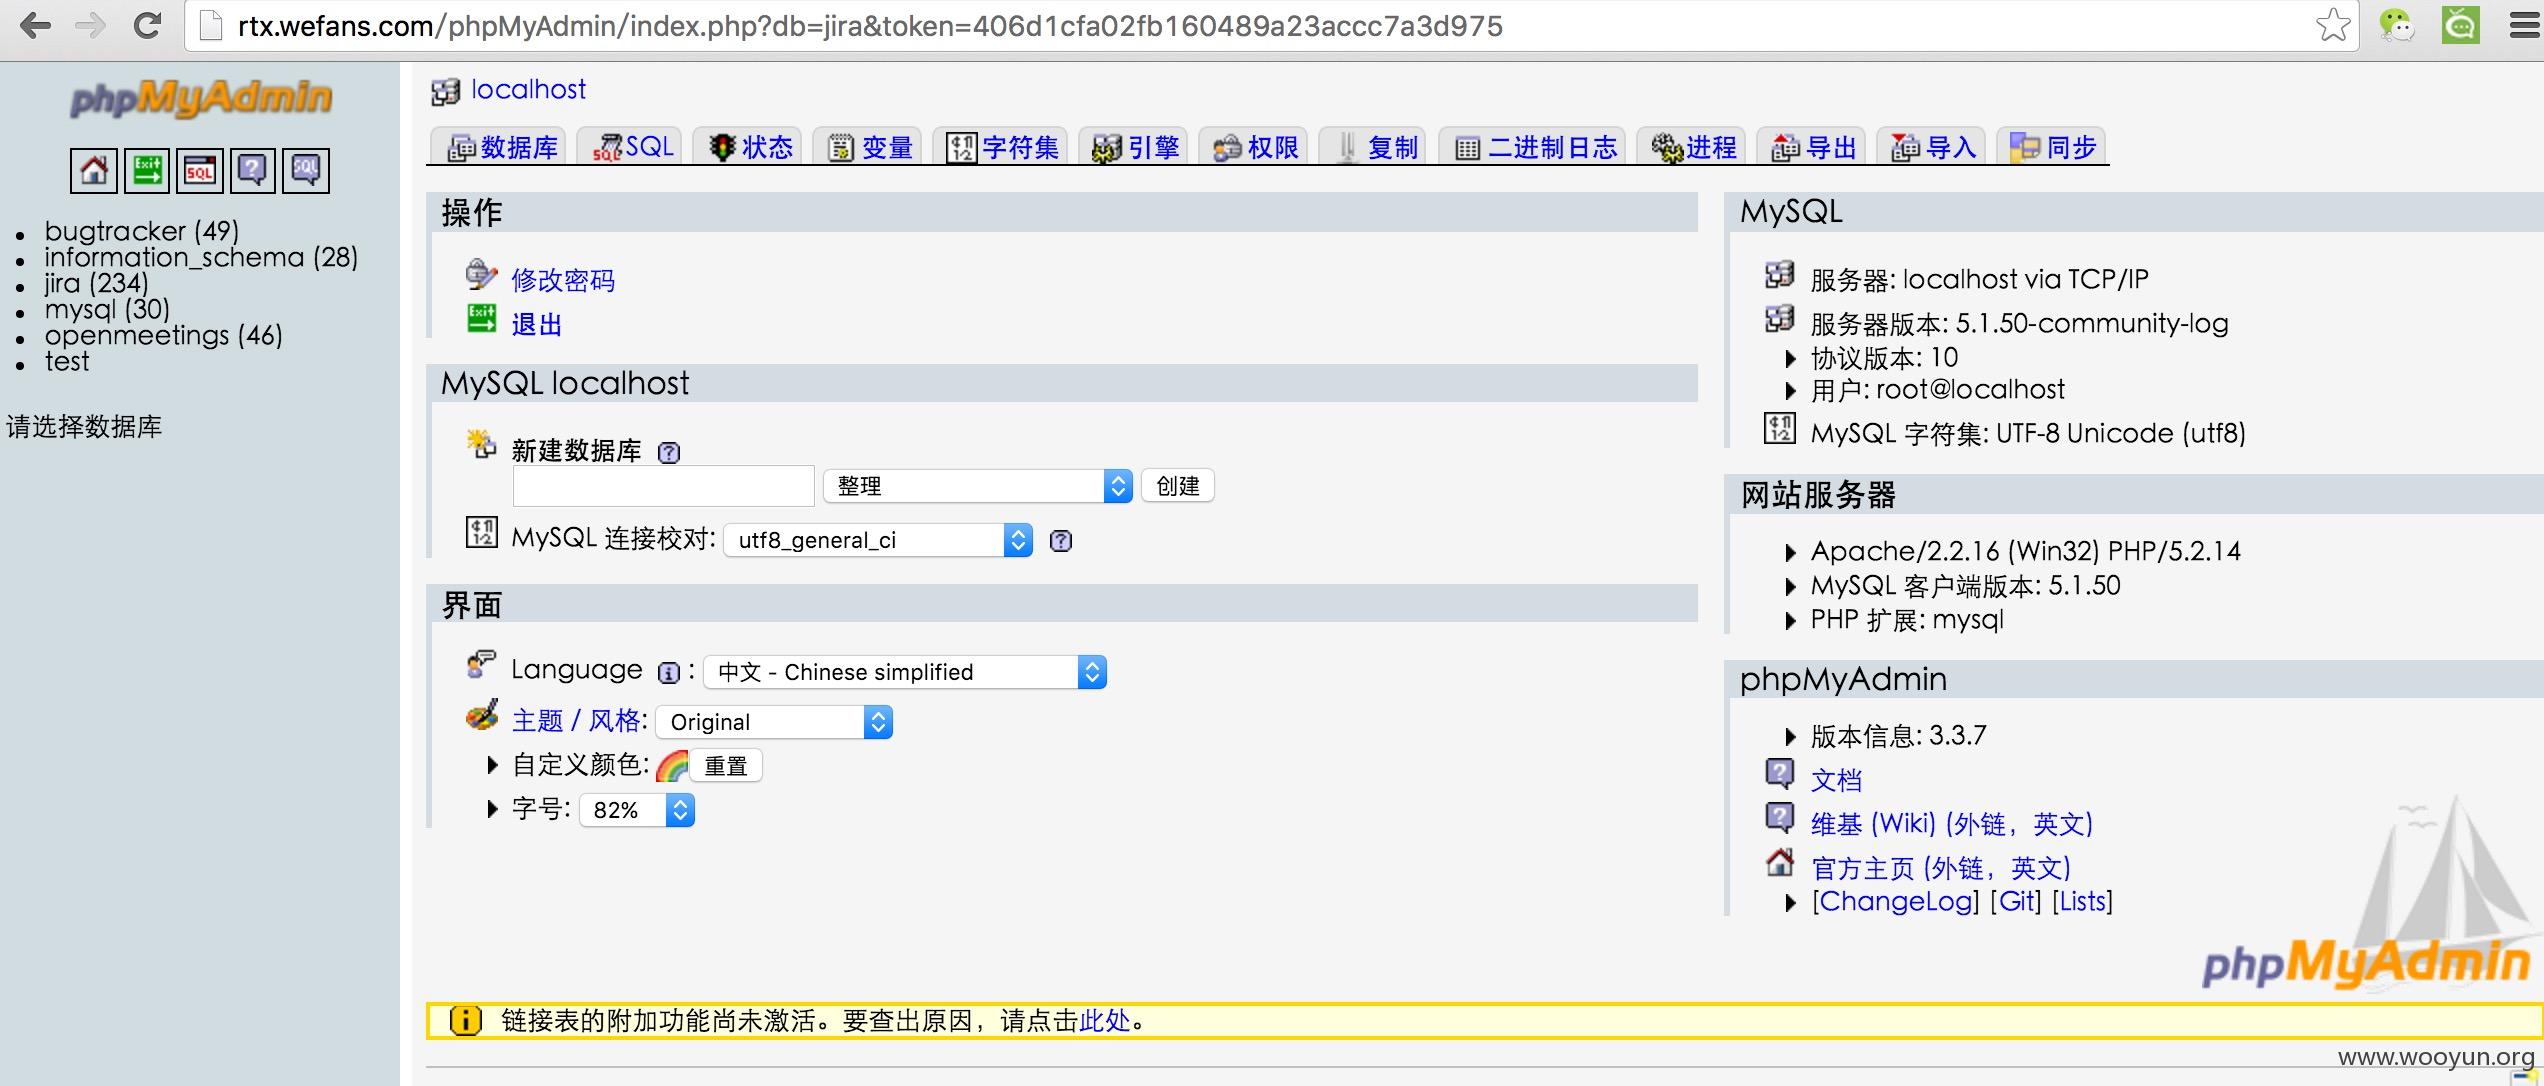 rtx.wefans.com/phpMyAdmin/index.php?db=jira&token=406d1cfa02fb160489a23accc7a3d975
phpMyAdmin
Exit
SQL
SQL
bugtracker (49)
information_schema (28)
jira (234)
mysql (30)
openmeetings (46)
test
请选择数据库
localhost
数据库 SQL 状态 变量 字符集 引擎 权限 复制 二进制日志 进程 导出 导入 同步
操作
修改密码
Exit
退出
MySQL localhost
新建数据库
整理 创建
MySQL 连接校对: utf8_general_ci
界面
Language : 中文 - Chinese simplified
主题 / 风格: Original
自定义颜色: 重置
字号: 82%
MySQL
服务器: localhost via TCP/IP
服务器版本: 5.1.50-community-log
协议版本: 10
用户: root@localhost
MySQL 字符集: UTF-8 Unicode (utf8)
网站服务器
Apache/2.2.16 (Win32) PHP/5.2.14
MySQL 客户端版本: 5.1.50
PHP 扩展: mysql
phpMyAdmin
版本信息: 3.3.7
文档
维基 (Wiki) (外链，英文)
官方主页 (外链，英文)
[ChangeLog] [Git] [Lists]
phpMyAdmin
链接表的附加功能尚未激活。要查出原因，请点击此处。
www.wooyun.org